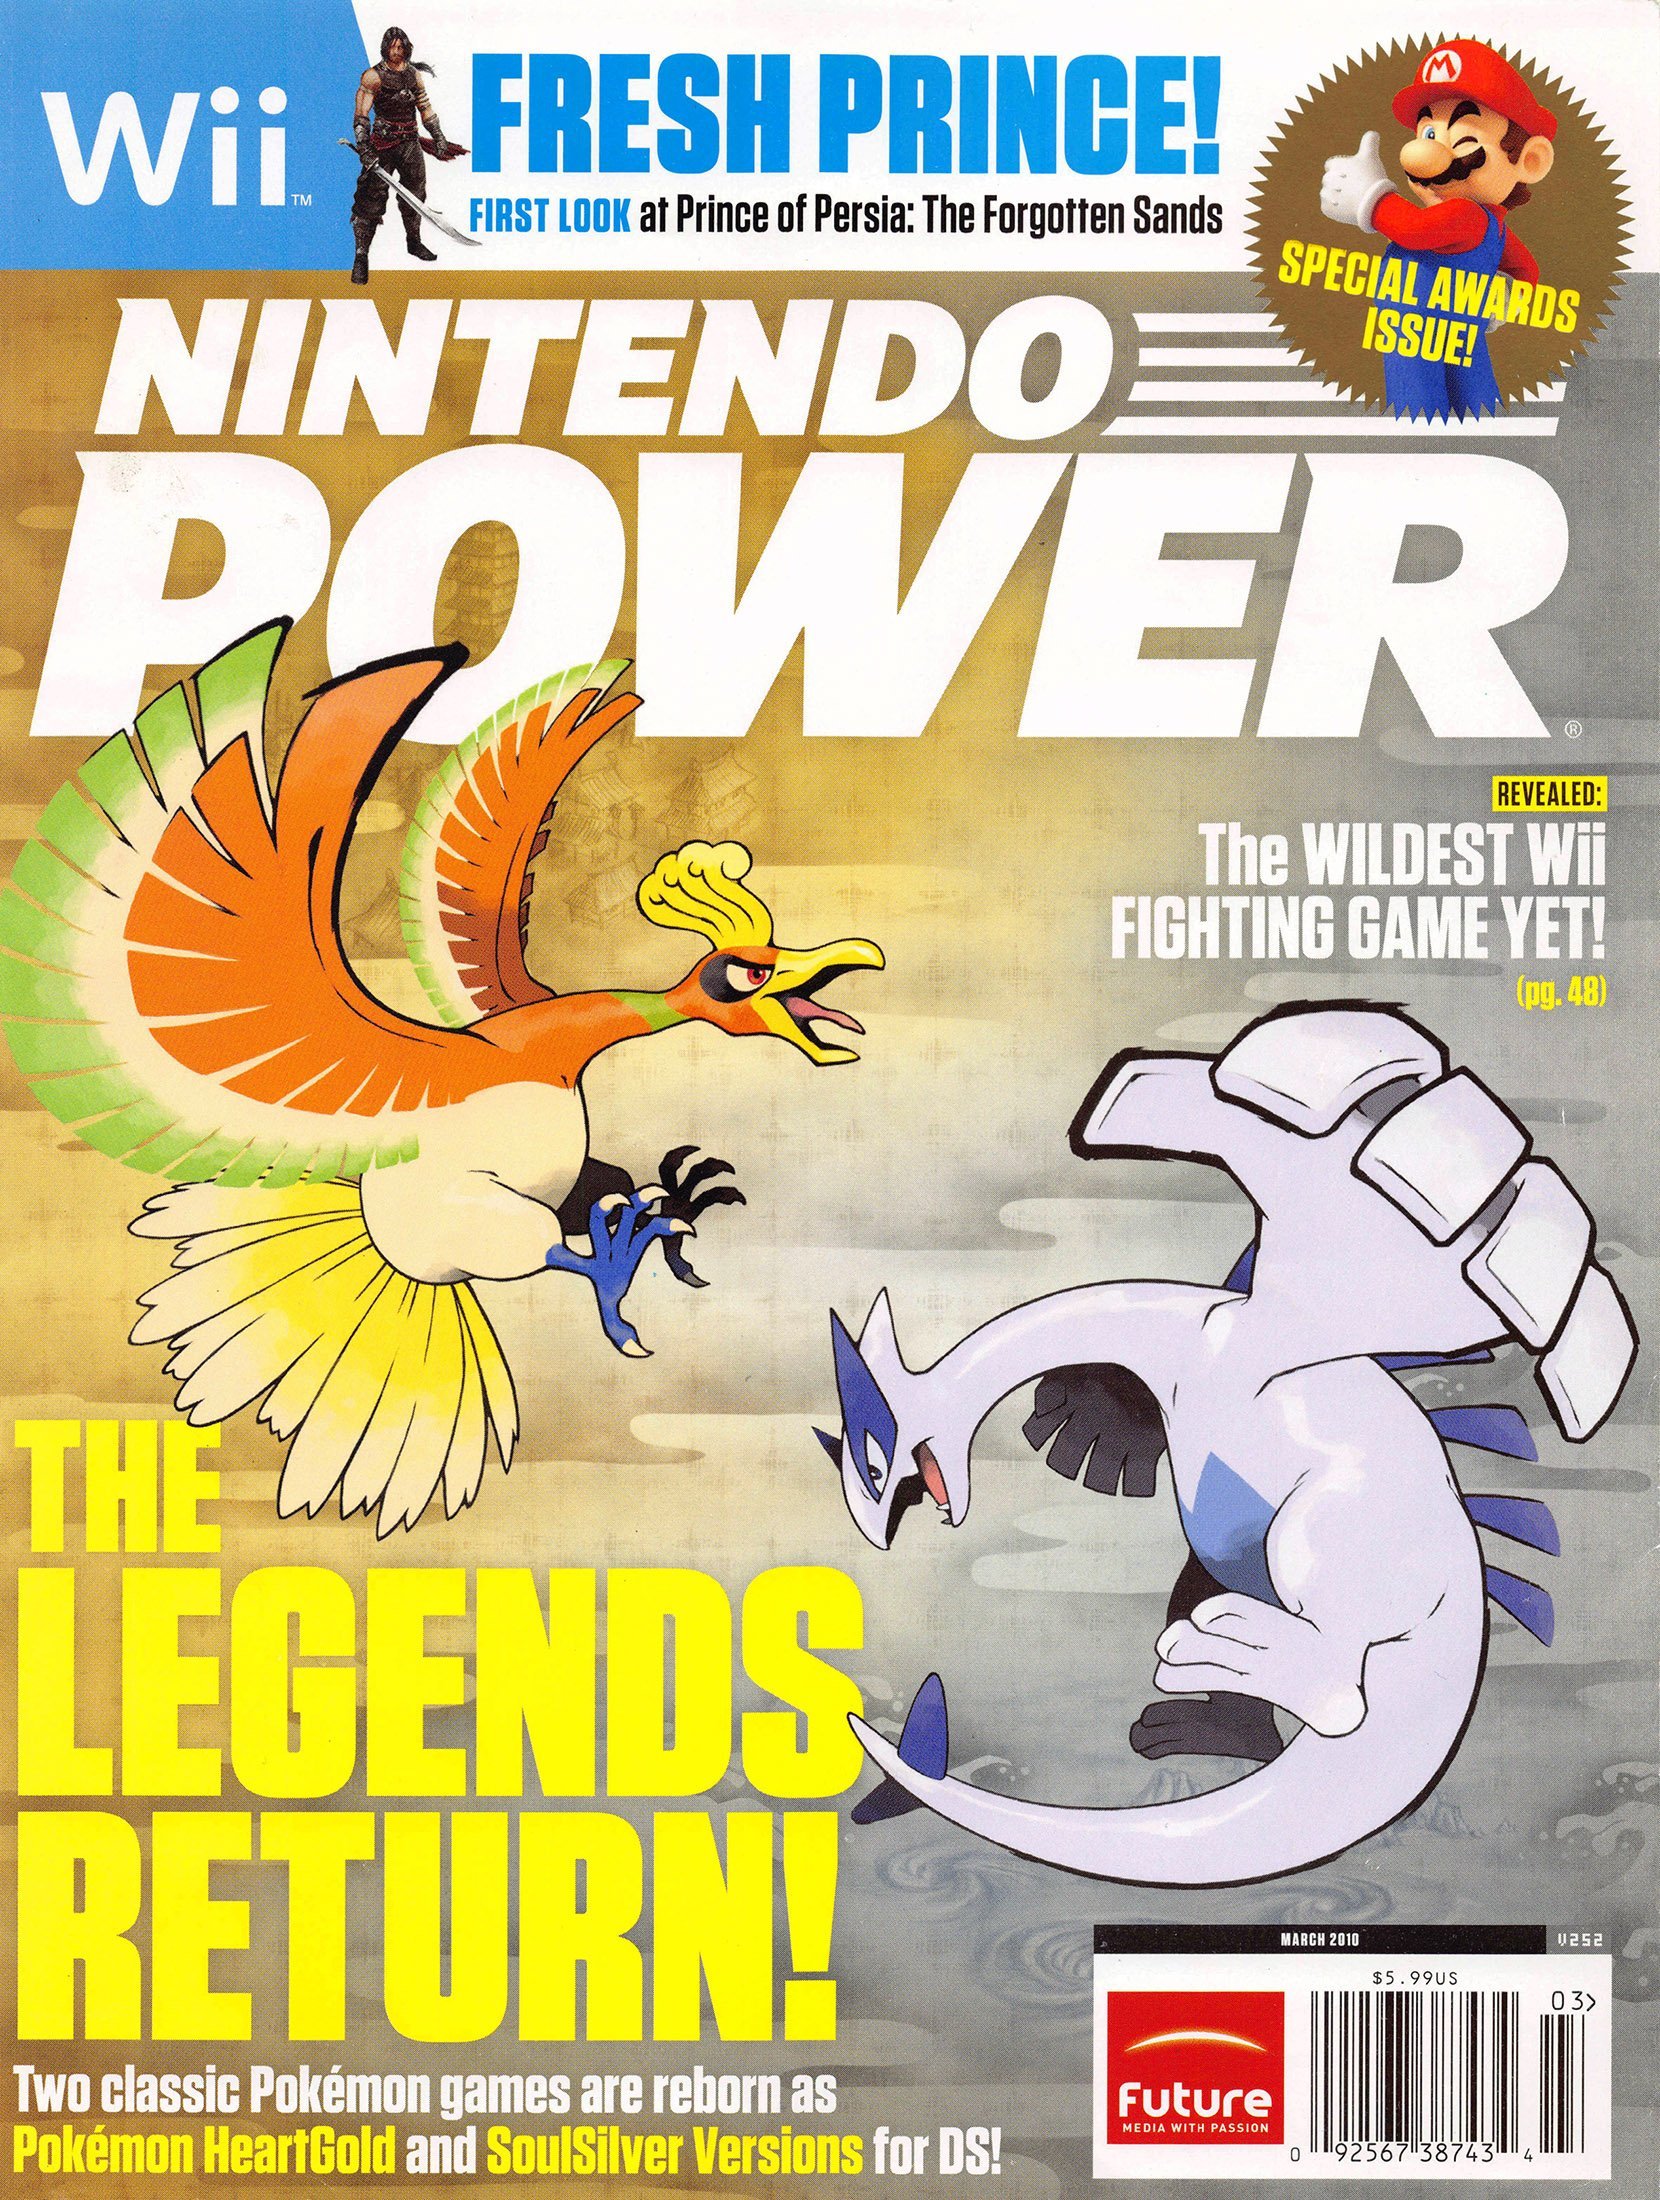 Wii™
FRESH PRINCE!
FIRST LOOK at Prince of Persia: The Forgotten Sands
M
SPECIAL AWARDS
ISSUE!
NINTENDO
POWER®
REVEALED:
The WILDEST Wii
FIGHTING GAME YET!
(pg. 48)
THE
LEGENDS
RETURN!
Two classic Pokémon games are reborn as
Pokémon HeartGold and SoulSilver Versions for DS!
MARCH 2010 V252
$5.99US
03>
Future
MEDIA WITH PASSION
0 92567 38743 4